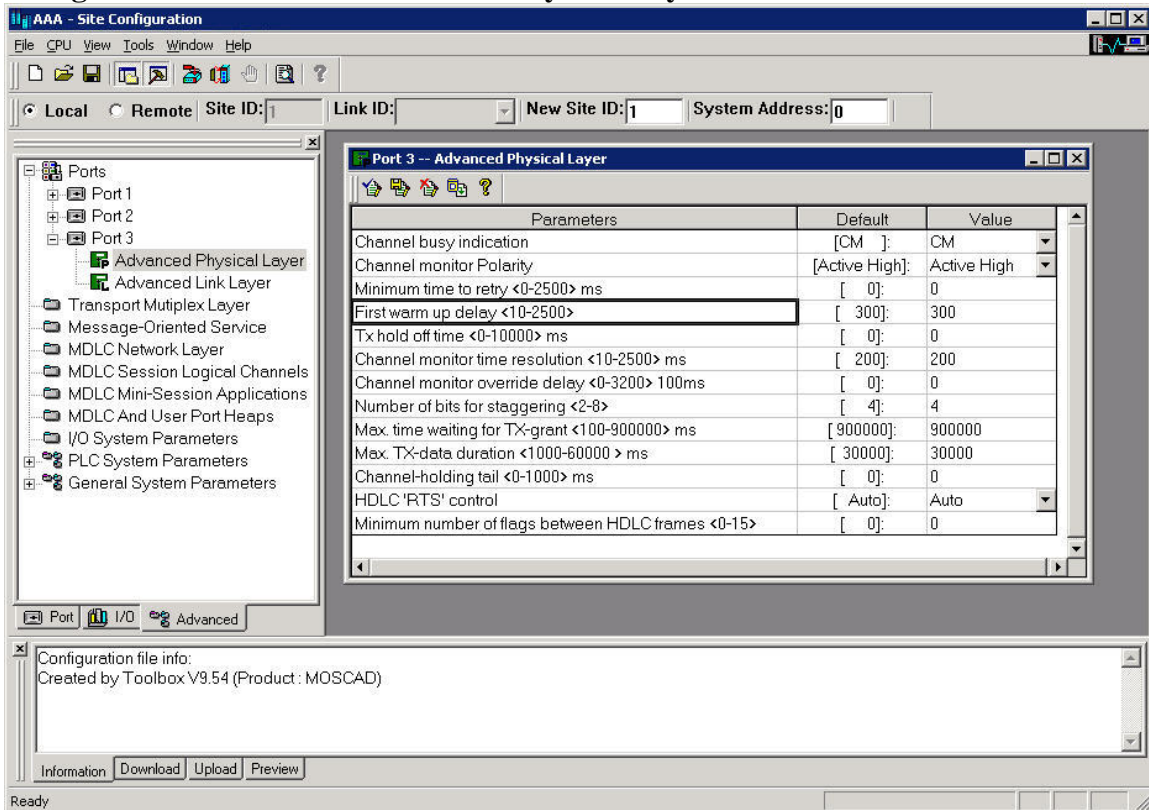 AAA - Site Configuration
File CPU View Tools Window Help
Local Remote Site ID: 1 Link ID: New Site ID: 1 System Address: 0
Ports
Port 1
Port 2
Port 3
Advanced Physical Layer
Advanced Link Layer
Transport Mutiplex Layer
Message-Oriented Service
MDLC Network Layer
MDLC Session Logical Channels
MDLC Mini-Session Applications
MDLC And User Port Heaps
I/O System Parameters
PLC System Parameters
General System Parameters
Port I/O Advanced
Port 3 -- Advanced Physical Layer
Parameters Default Value
Channel busy indication [CM ]: CM
Channel monitor Polarity [Active High]: Active High
Minimum time to retry <0-2500> ms [ 0]: 0
First warm up delay <10-2500> [ 300]: 300
Tx hold off time <0-10000> ms [ 0]: 0
Channel monitor time resolution <10-2500> ms [ 200]: 200
Channel monitor override delay <0-3200> 100ms [ 0]: 0
Number of bits for staggering <2-8> [ 4]: 4
Max. time waiting for TX-grant <100-900000> ms [ 900000]: 900000
Max. TX-data duration <1000-60000 > ms [ 30000]: 30000
Channel-holding tail <0-1000> ms [ 0]: 0
HDLC 'RTS' control [ Auto]: Auto
Minimum number of flags between HDLC frames <0-15> [ 0]: 0
Configuration file info:
Created by Toolbox V9.54 (Product : MOSCAD)
Information Download Upload Preview
Ready